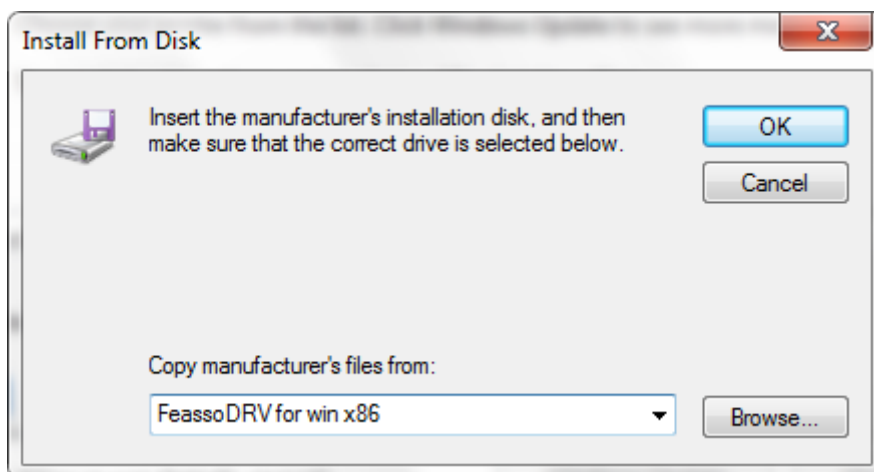 Install From Disk
Insert the manufacturer's installation disk, and then
make sure that the correct drive is selected below.
OK
Cancel
Copy manufacturer's files from:
FeassoDRV for win x86
Browse...